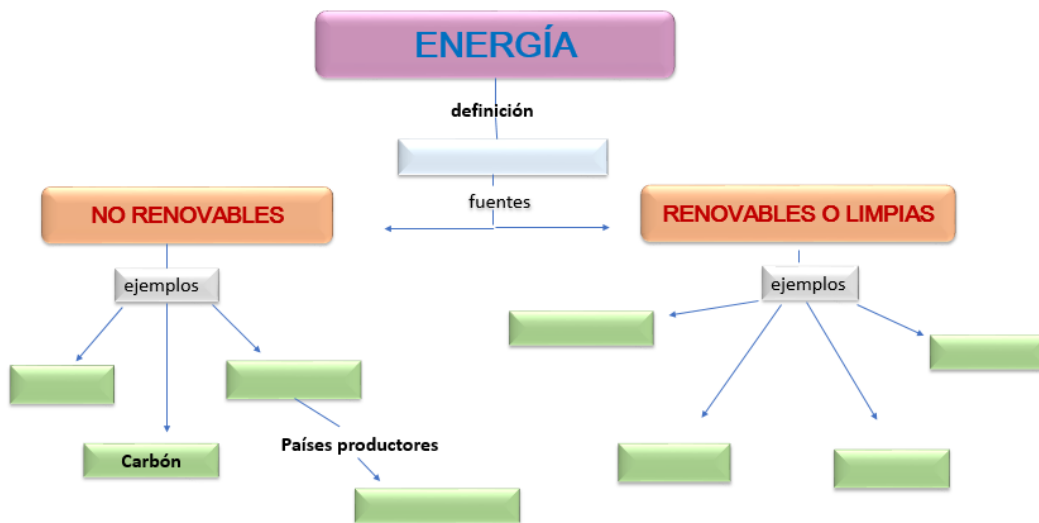 ENERGÍA
definición
fuentes
NO RENOVABLES
RENOVABLES O LIMPIAS
ejemplos
ejemplos
Carbón
Países productores